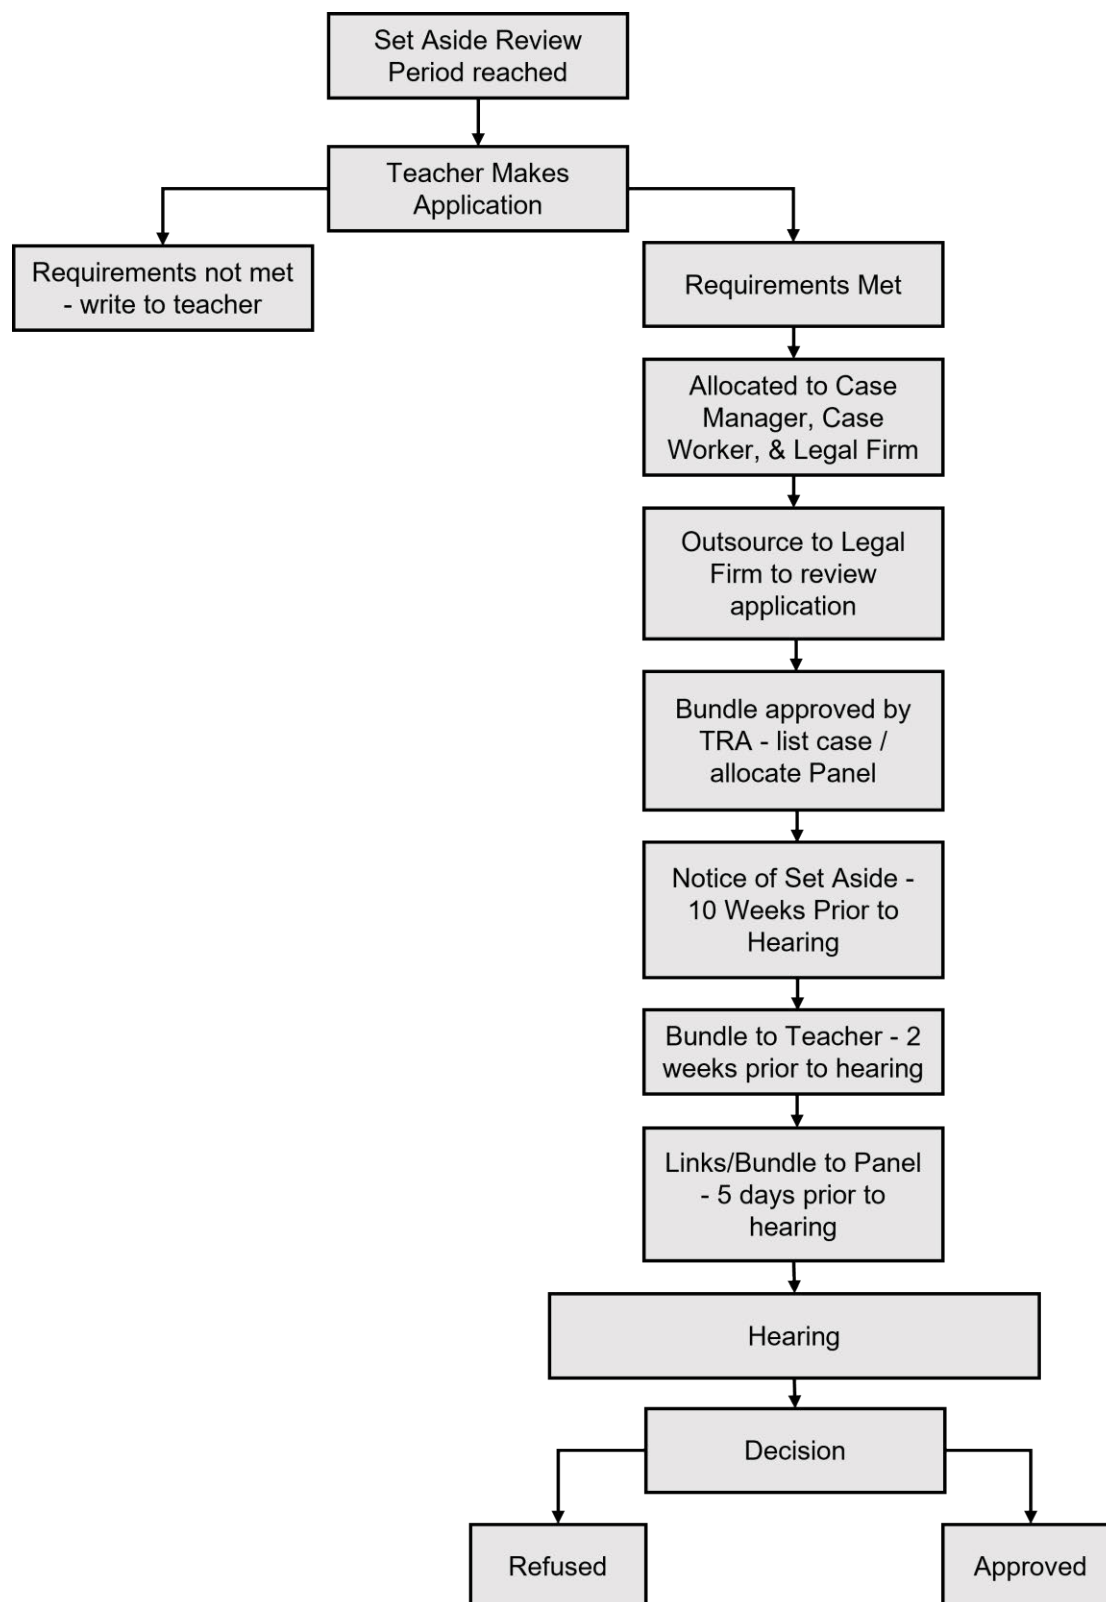 Set Aside Review
Period reached
Teacher Makes
Application
Requirements not met
- write to teacher
Requirements Met
Allocated to Case
Manager, Case
Worker, & Legal Firm
Outsource to Legal
Firm to review
application
Bundle approved by
TRA - list case /
allocate Panel
Notice of Set Aside -
10 Weeks Prior to
Hearing
Bundle to Teacher - 2
weeks prior to hearing
Links/Bundle to Panel
- 5 days prior to
hearing
Hearing
Decision
Refused
Approved